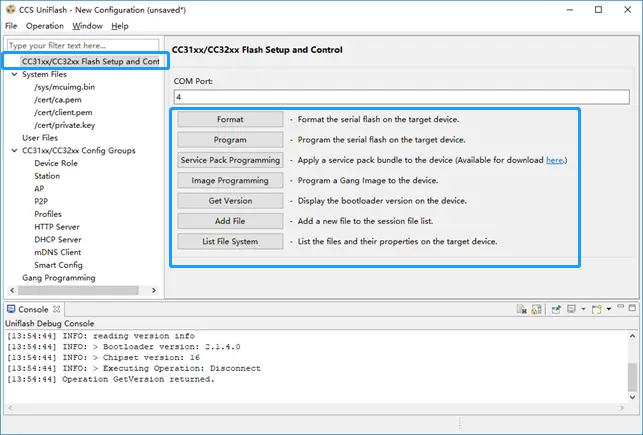 CCS UniFlash - New Configuration (unsaved*)
File Operation Window Help
Type your filter text here...
CC31xx/CC32xx Flash Setup and Cont
System Files
/sys/mcuimg.bin
/cert/ca.pem
/cert/client.pem
/cert/private.key
User Files
CC31xx/CC32xx Config Groups
Device Role
Station
AP
P2P
Profiles
HTTP Server
DHCP Server
mDNS Client
Smart Config
Gang Programming
CC31xx/CC32xx Flash Setup and Control
COM Port:
4
Format - Format the serial flash on the target device.
Program - Program the serial flash on the target device.
Service Pack Programming - Apply a service pack bundle to the device (Available for download here.)
Image Programming - Program a Gang Image to the device.
Get Version - Display the bootloader version on the device.
Add File - Add a new file to the session file list.
List File System - List the files and their properties on the target device.
Console
Uniflash Debug Console
[13:54:44] INFO: reading version info
[13:54:44] INFO: > Bootloader version: 2.1.4.0
[13:54:44] INFO: > Chipset version: 16
[13:54:44] INFO: > Executing Operation: Disconnect
[13:54:44] Operation GetVersion returned.